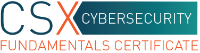 CSX CYBERSECURITY
FUNDAMENTALS CERTIFICATE